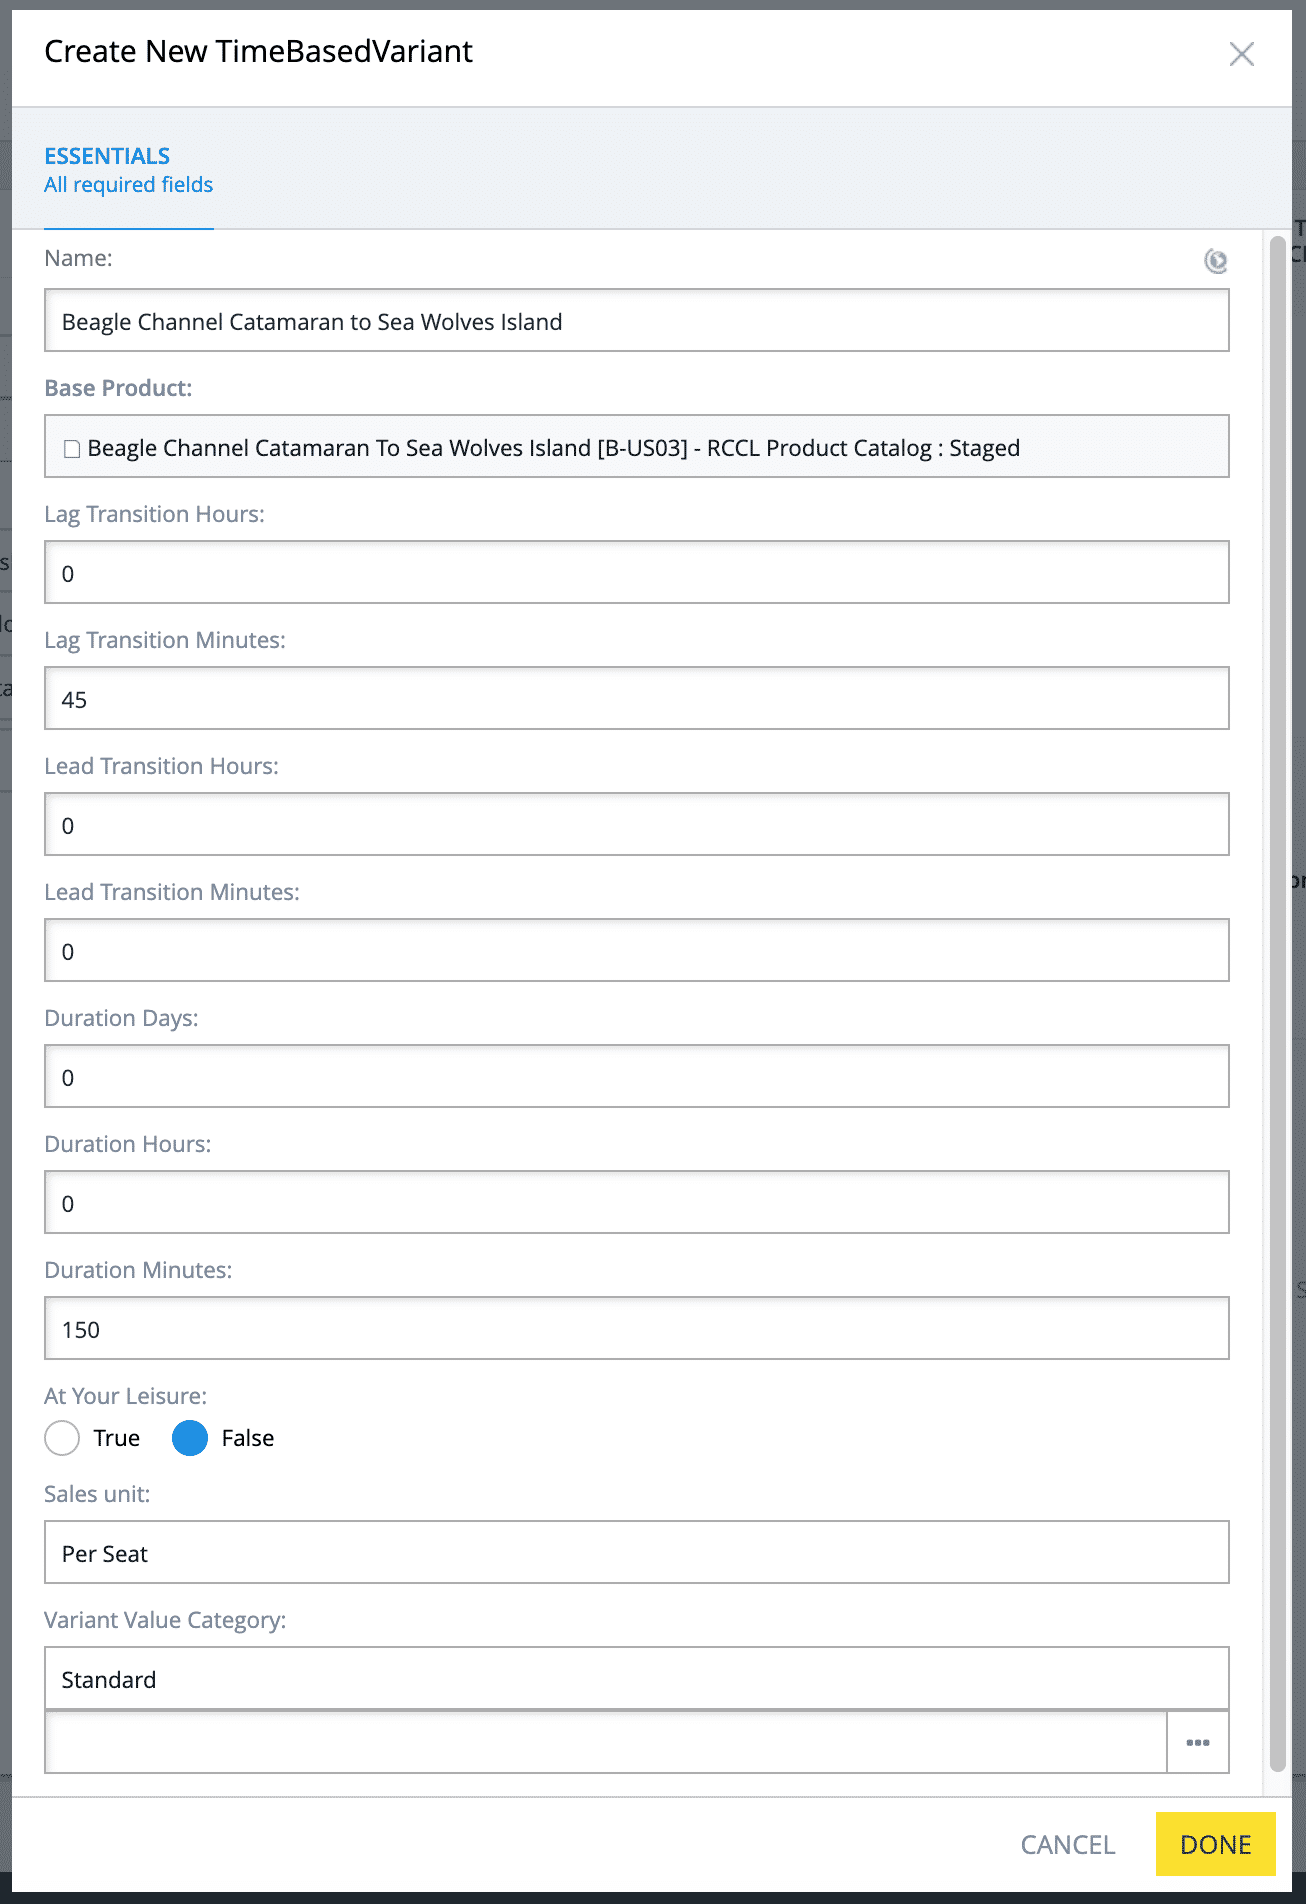 Create New TimeBasedVariant
ESSENTIALS
All required fields
Name:
Beagle Channel Catamaran to Sea Wolves Island
Base Product:
Beagle Channel Catamaran To Sea Wolves Island [B-US03] - RCCL Product Catalog : Staged
Lag Transition Hours:
0
Lag Transition Minutes:
45
Lead Transition Hours:
0
Lead Transition Minutes:
0
Duration Days:
0
Duration Hours:
0
Duration Minutes:
150
At Your Leisure:
True False
Sales unit:
Per Seat
Variant Value Category:
Standard
CANCEL DONE